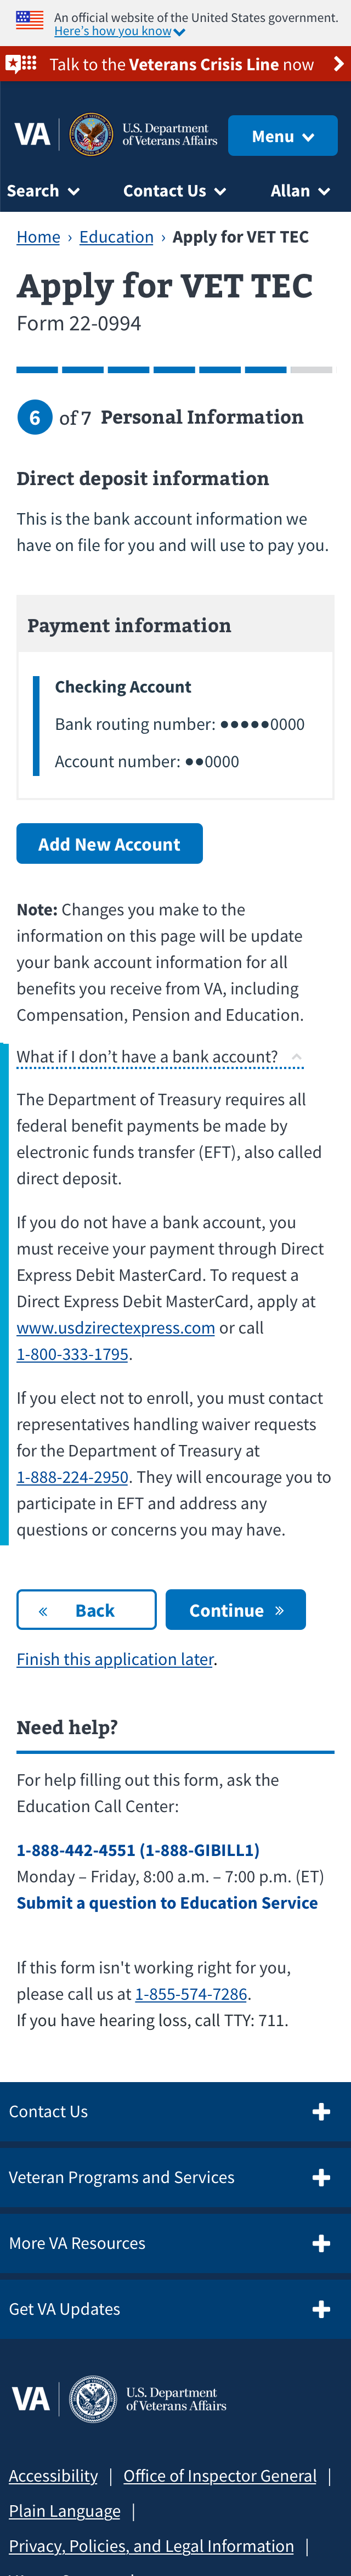 An official website of the United States government.
Here's how you know
Talk to the Veterans Crisis Line now
VA
U.S. Department
of Veterans Affairs
Menu
Search
Contact Us
Allan
Home › Education › Apply for VET TEC
Apply for VET TEC
Form 22-0994
6 of 7 Personal Information
Direct deposit information
This is the bank account information we
have on file for you and will use to pay you.
Payment information
Checking Account
Bank routing number: ●●●●●0000
Account number: ●●0000
Add New Account
Note: Changes you make to the
information on this page will be update
your bank account information for all
benefits you receive from VA, including
Compensation, Pension and Education.
What if I don't have a bank account?
The Department of Treasury requires all
federal benefit payments be made by
electronic funds transfer (EFT), also called
direct deposit.
If you do not have a bank account, you
must receive your payment through Direct
Express Debit MasterCard. To request a
Direct Express Debit MasterCard, apply at
www.usdzirectexpress.com or call
1-800-333-1795.
If you elect not to enroll, you must contact
representatives handling waiver requests
for the Department of Treasury at
1-888-224-2950. They will encourage you to
participate in EFT and address any
questions or concerns you may have.
« Back
Continue »
Finish this application later.
Need help?
For help filling out this form, ask the
Education Call Center:
1-888-442-4551 (1-888-GIBILL1)
Monday – Friday, 8:00 a.m. – 7:00 p.m. (ET)
Submit a question to Education Service
If this form isn't working right for you,
please call us at 1-855-574-7286.
If you have hearing loss, call TTY: 711.
Contact Us
Veteran Programs and Services
More VA Resources
Get VA Updates
VA
U.S. Department
of Veterans Affairs
Accessibility | Office of Inspector General |
Plain Language |
Privacy, Policies, and Legal Information |